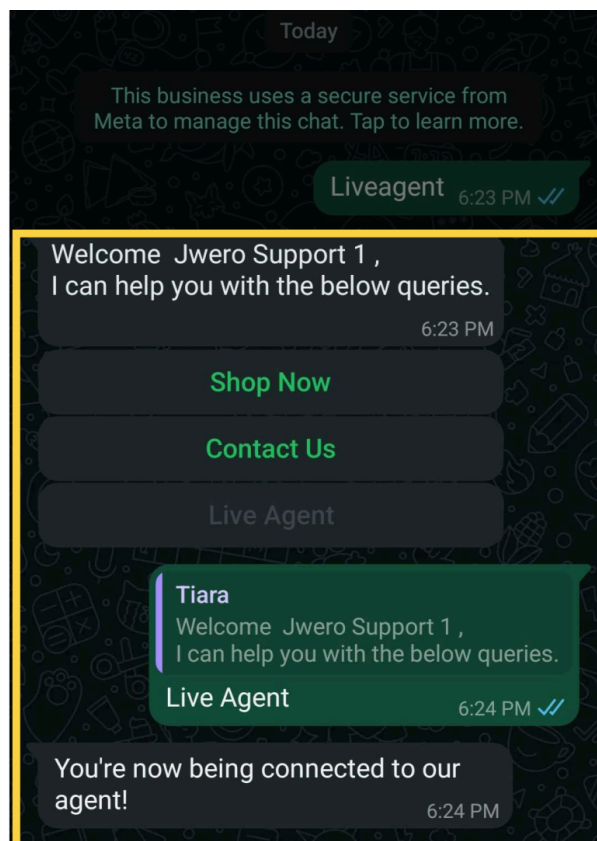 Today
This business uses a secure service from
Meta to manage this chat. Tap to learn more.
Liveagent 6:23 PM
Welcome  Jwero Support 1 ,
I can help you with the below queries.
6:23 PM
Shop Now
Contact Us
Live Agent
Tiara
Welcome  Jwero Support 1 ,
I can help you with the below queries.
Live Agent 6:24 PM
You're now being connected to our
agent! 6:24 PM